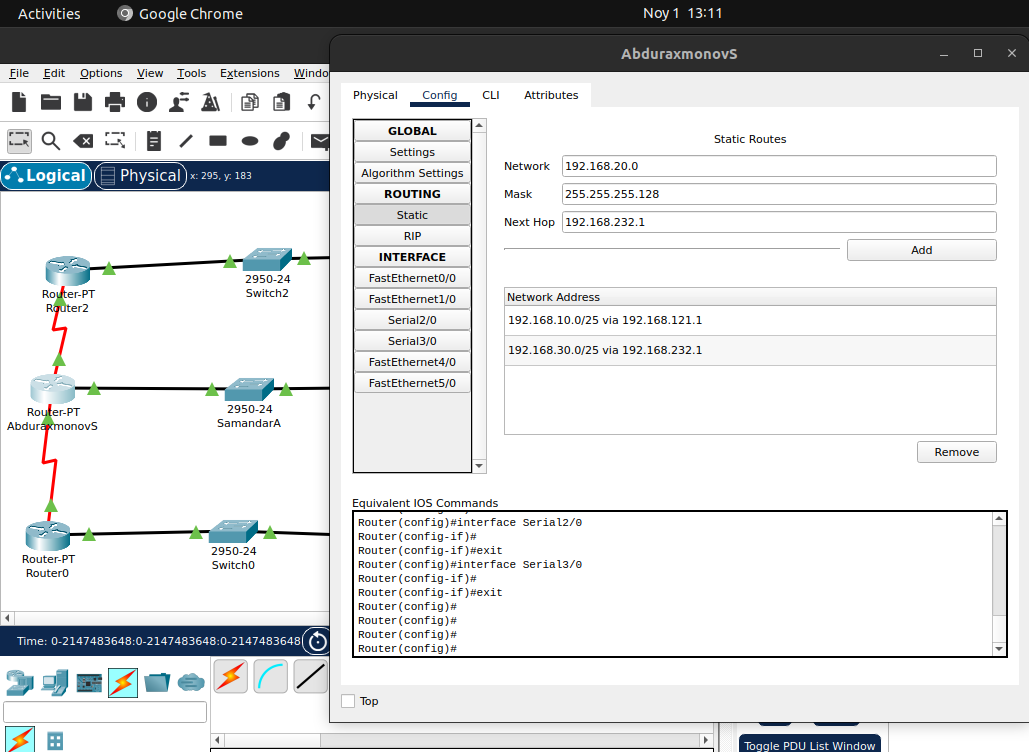 Activities
Google Chrome
Noy 1 13:11
AbduraxmonovS
File Edit Options View Tools Extensions Windo
Logical
Physical
x: 295, y: 183
Router-PT
Router2
2950-24
Switch2
Router-PT
AbduraxmonovS
2950-24
SamandarA
Router-PT
Router0
2950-24
Switch0
Time: 0-2147483648:0-2147483648:0-2147483648
Physical Config CLI Attributes
GLOBAL
Settings
Algorithm Settings
ROUTING
Static
RIP
INTERFACE
FastEthernet0/0
FastEthernet1/0
Serial2/0
Serial3/0
FastEthernet4/0
FastEthernet5/0
Static Routes
Network 192.168.20.0
Mask 255.255.255.128
Next Hop 192.168.232.1
Add
Network Address
192.168.10.0/25 via 192.168.121.1
192.168.30.0/25 via 192.168.232.1
Remove
Equivalent IOS Commands
Router(config)#interface Serial2/0
Router(config-if)#
Router(config-if)#exit
Router(config)#interface Serial3/0
Router(config-if)#
Router(config-if)#exit
Router(config)#
Router(config)#
Router(config)#
Router(config)#
Top
Toggle PDU List Window